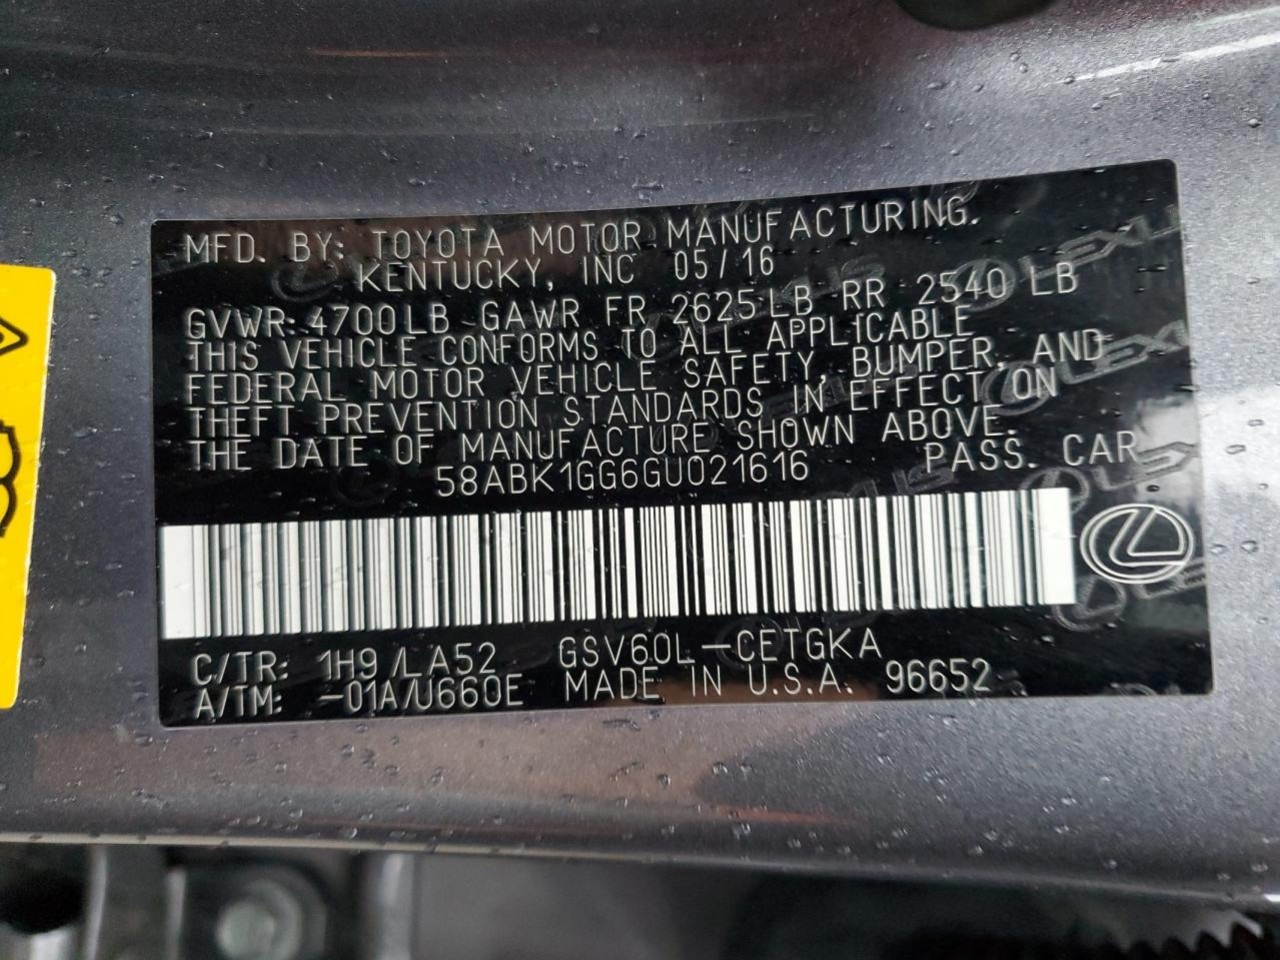 MFD. BY: TOYOTA MOTOR MANUFACTURING.
KENTUCKY, INC 05/16
GVWR: 4700LB GAWR FR 2625LB RR 2540 LB
THIS VEHICLE CONFORMS TO ALL APPLICABLE
FEDERAL MOTOR VEHICLE SAFETY, BUMPER, AND
THEFT PREVENTION STANDARDS IN EFFECT ON
THE DATE OF MANUFACTURE SHOWN ABOVE.
58ABK1GG6GU021616 PASS. CAR
C/TR: 1H9/LA52 GSV60L-CETGKA
A/TM: -01A/U660E MADE IN U.S.A. 96652